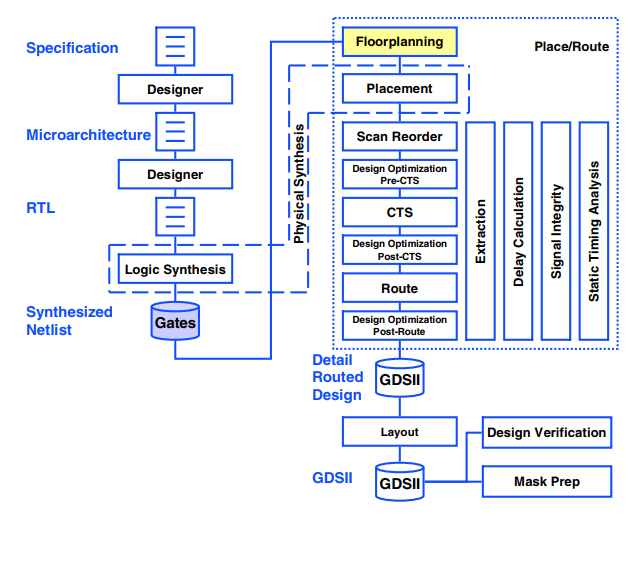 Specification
Designer
Microarchitecture
Designer
RTL
Logic Synthesis
Synthesized
Netlist
Gates
Physical Synthesis
Place/Route
Floorplanning
Placement
Scan Reorder
Design Optimization
Pre-CTS
CTS
Design Optimization
Post-CTS
Route
Design Optimization
Post-Route
Extraction
Delay Calculation
Signal Integrity
Static Timing Analysis
Detail
Routed
Design
GDSII
Layout
GDSII
GDSII
Design Verification
Mask Prep